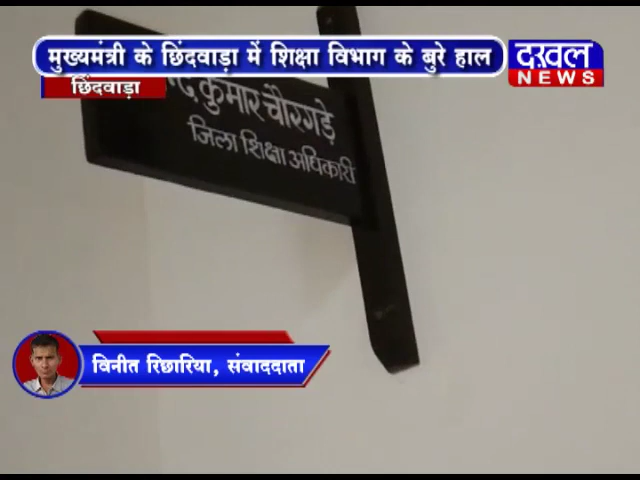 मुख्यमंत्री के छिंदवाड़ा में शिक्षा विभाग के बुरे हाल
दख़ल
NEWS
छिंदवाड़ा
कुमार चौरगड़े
जिला शिक्षा अधिकारी
विनीत रिछारिया, संवाददाता